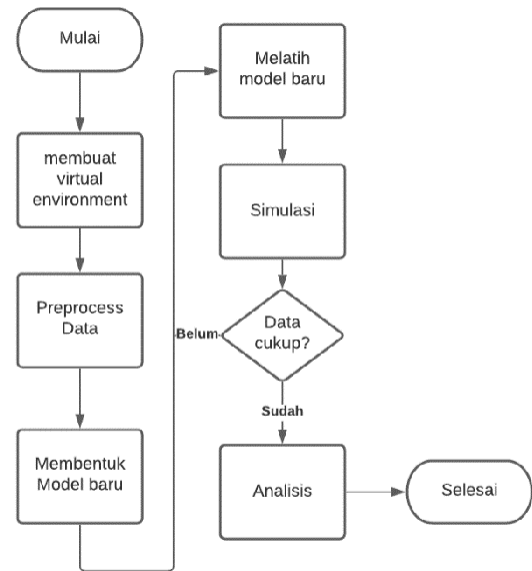 Mulai
membuat
virtual
environment
Preprocess
Data
Membentuk
Model baru
Melatih
model baru
Simulasi
Data
cukup?
Belum
Sudah
Analisis
Selesai